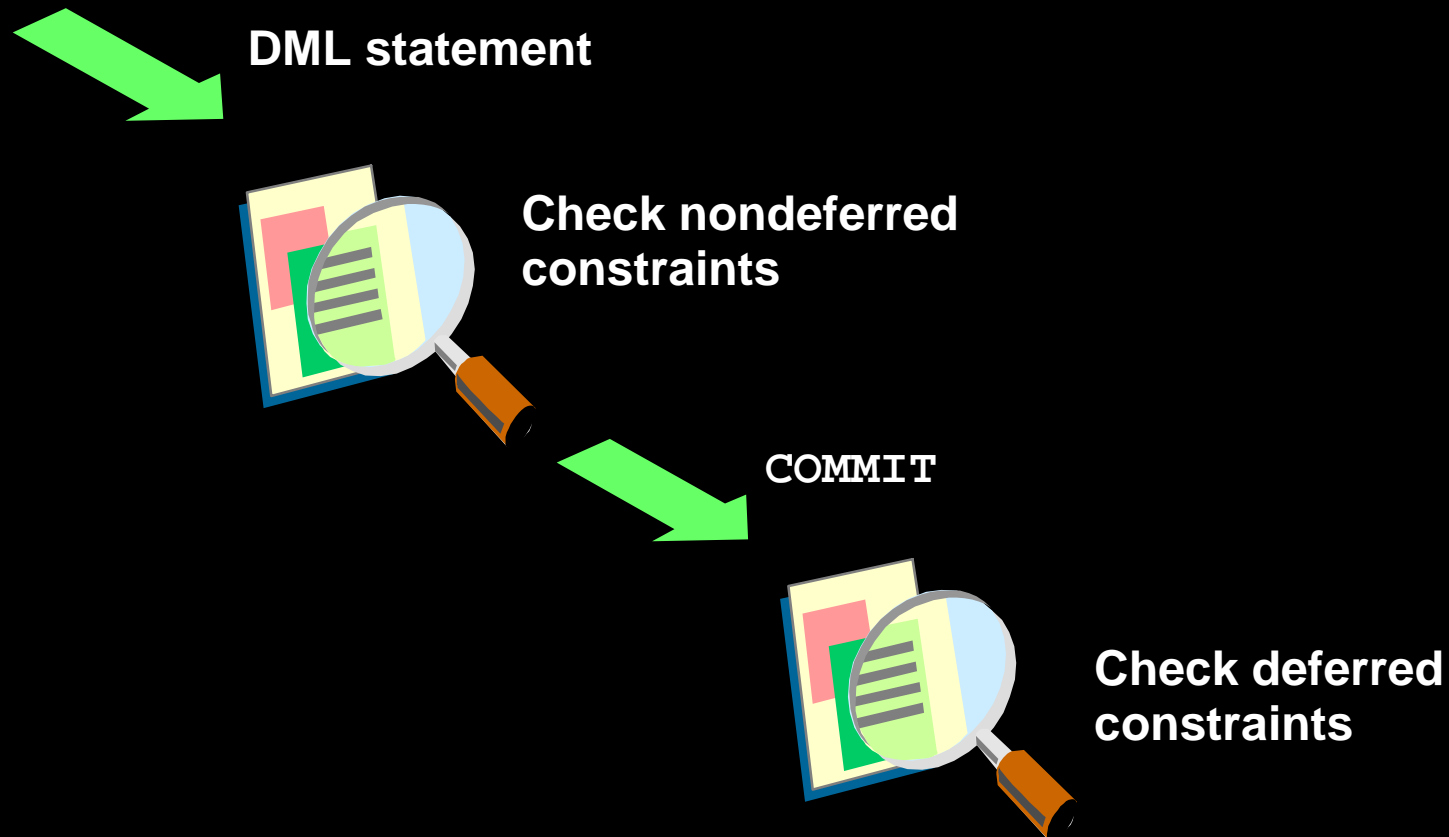 DML statement
Check nondeferred
constraints
COMMIT
Check deferred
constraints